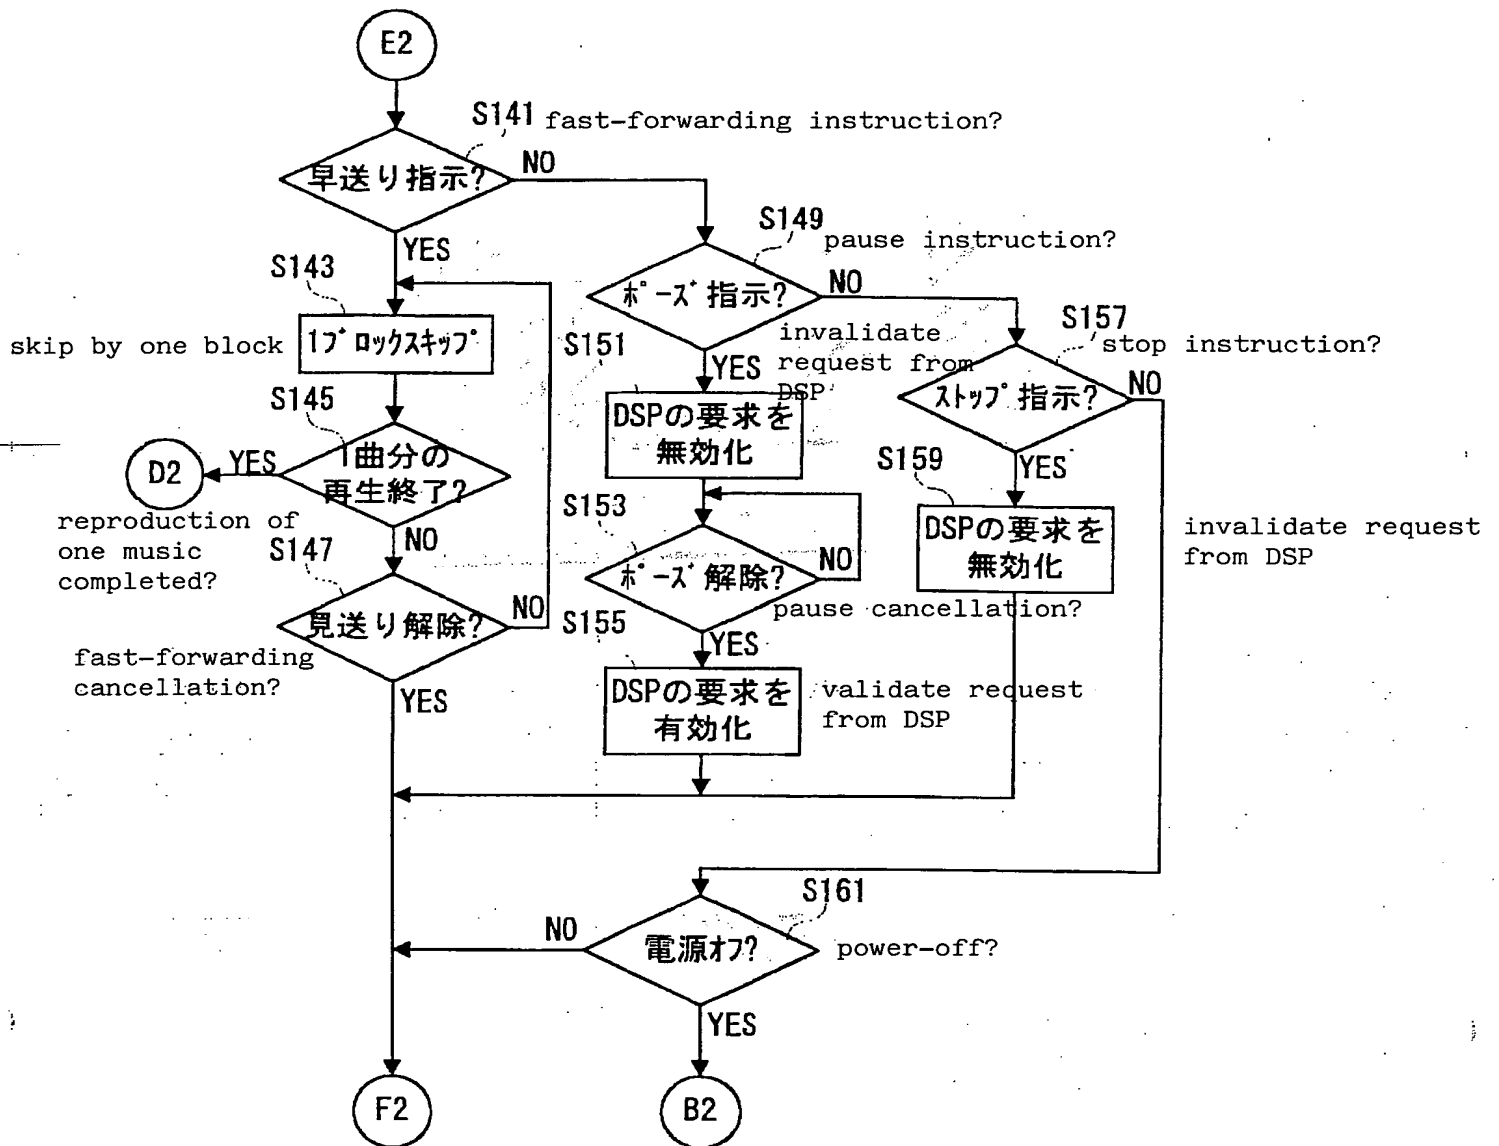 E2
S141
fast-forwarding instruction?
早送り指示?
NO
YES
S149
pause instruction?
S143
ポーズ指示?
NO
1ブロックスキップ
skip by one block
S151
invalidate
request from
DSP
YES
S157
stop instruction?
ストップ指示?
NO
S145
DSPの要求を
無効化
1曲分の
再生終了?
YES
D2
S159
YES
reproduction of
one music
completed?
NO
S147
S153
DSPの要求を
無効化
invalidate request
from DSP
ポーズ解除?
NO
pause cancellation?
見送り解除?
NO
S155
YES
fast-forwarding
cancellation?
YES
DSPの要求を
有効化
validate request
from DSP
S161
NO
電源オフ?
power-off?
YES
F2
B2